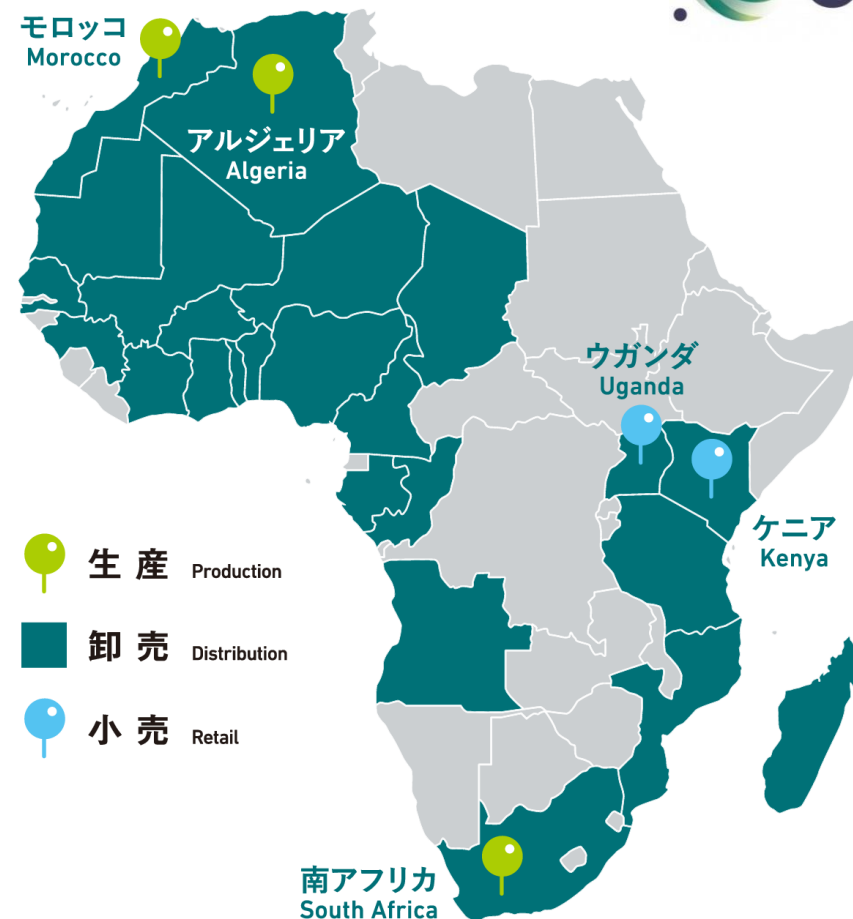 モロッコ
Morocco
アルジェリア
Algeria
ウガンダ
Uganda
ケニア
Kenya
生産 Production
卸売 Distribution
小売 Retail
南アフリカ
South Africa